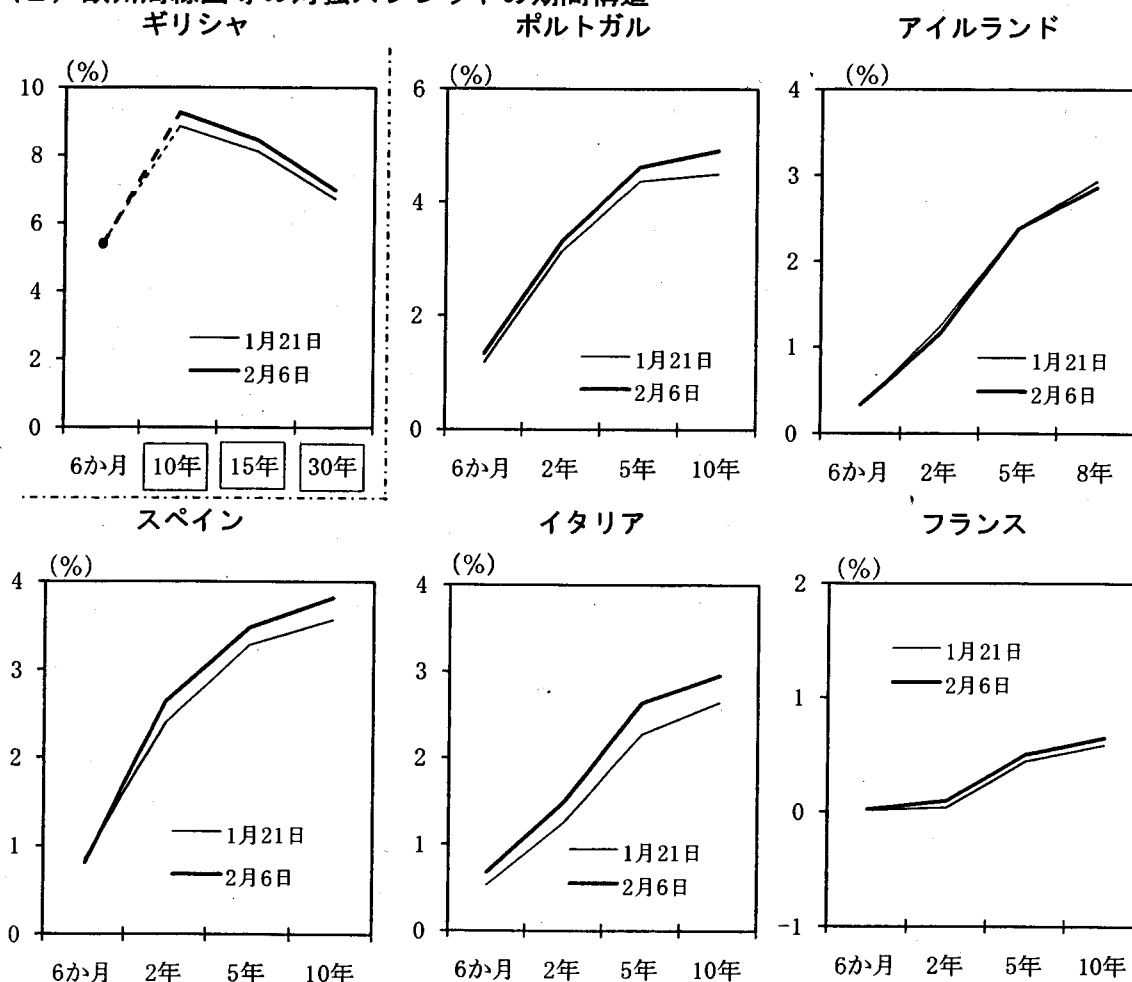 ギリシャ
ポルトガル
アイルランド
(%)
10
8
6
4
2
0
1月21日
2月6日
6か月 10年 15年 30年
(%)
6
4
2
0
1月21日
2月6日
6か月 2年 5年 10年
(%)
4
3
2
1
0
1月21日
2月6日
6か月 2年 5年 8年
スペイン
イタリア
フランス
(%)
4
3
2
1
0
1月21日
2月6日
6か月 2年 5年 10年
(%)
4
3
2
1
0
1月21日
2月6日
6か月 2年 5年 10年
(%)
2
1
0
-1
1月21日
2月6日
6か月 2年 5年 10年